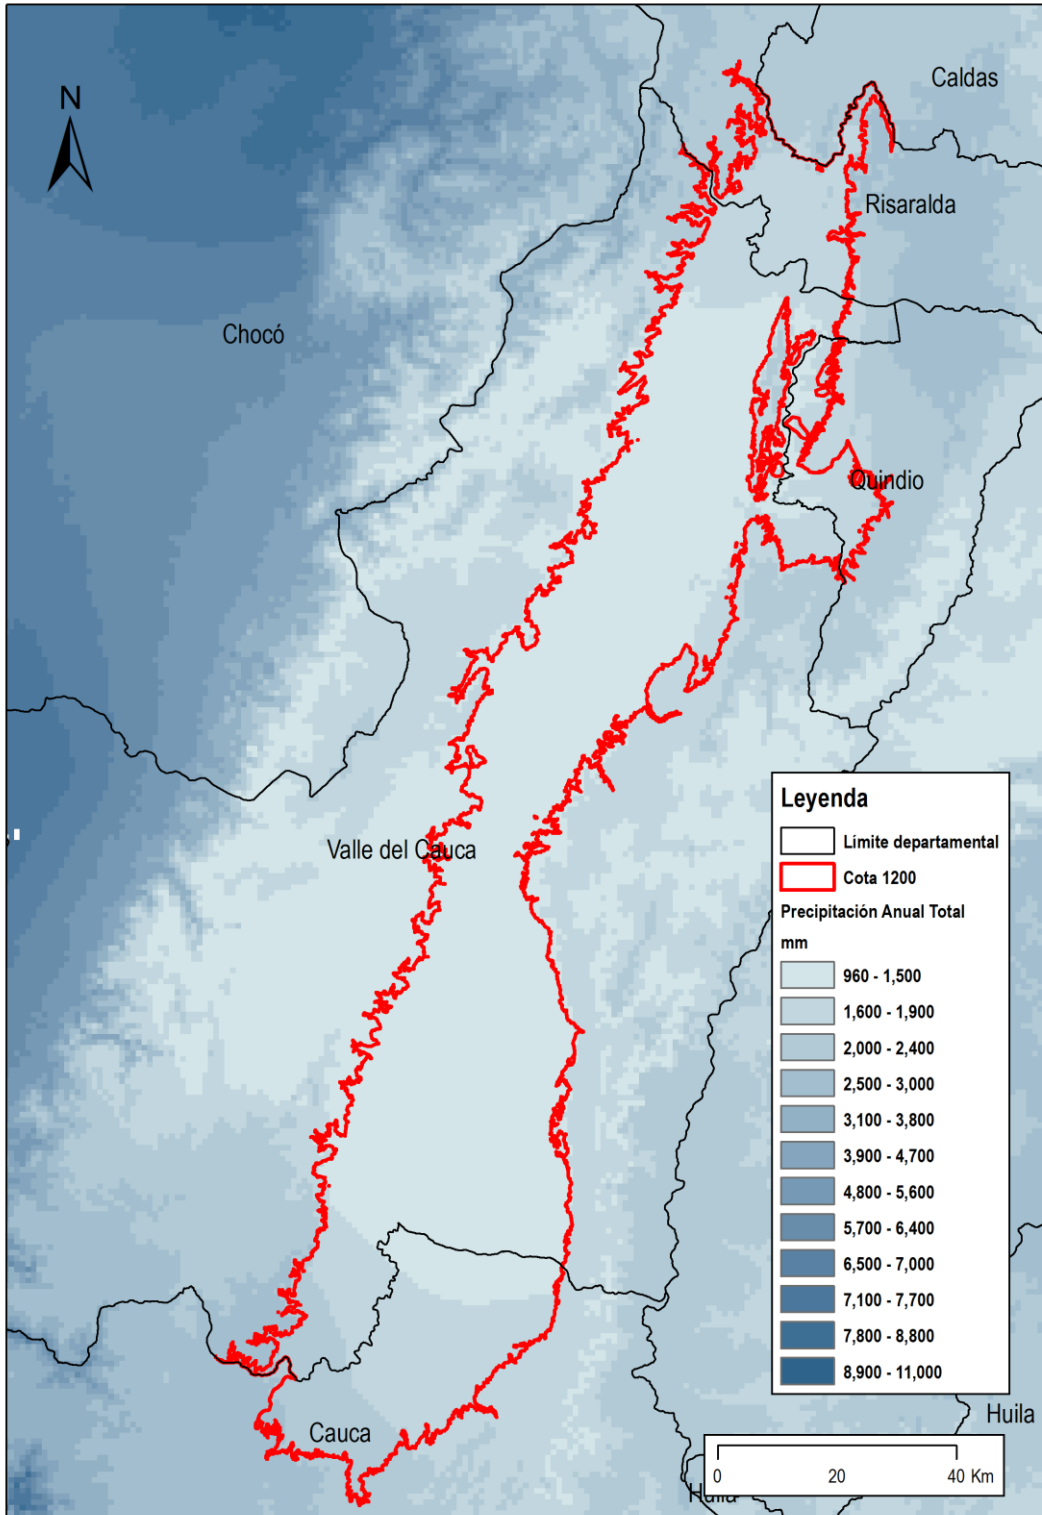 N
Caldas
Risaralda
Chocó
Quindio
Valle del Cauca
Leyenda
Límite departamental
Cota 1200
Precipitación Anual Total
mm
960 - 1,500
1,600 - 1,900
2,000 - 2,400
2,500 - 3,000
3,100 - 3,800
3,900 - 4,700
4,800 - 5,600
5,700 - 6,400
6,500 - 7,000
7,100 - 7,700
7,800 - 8,800
8,900 - 11,000
Huila
Cauca
0 20 40 Km
Huila